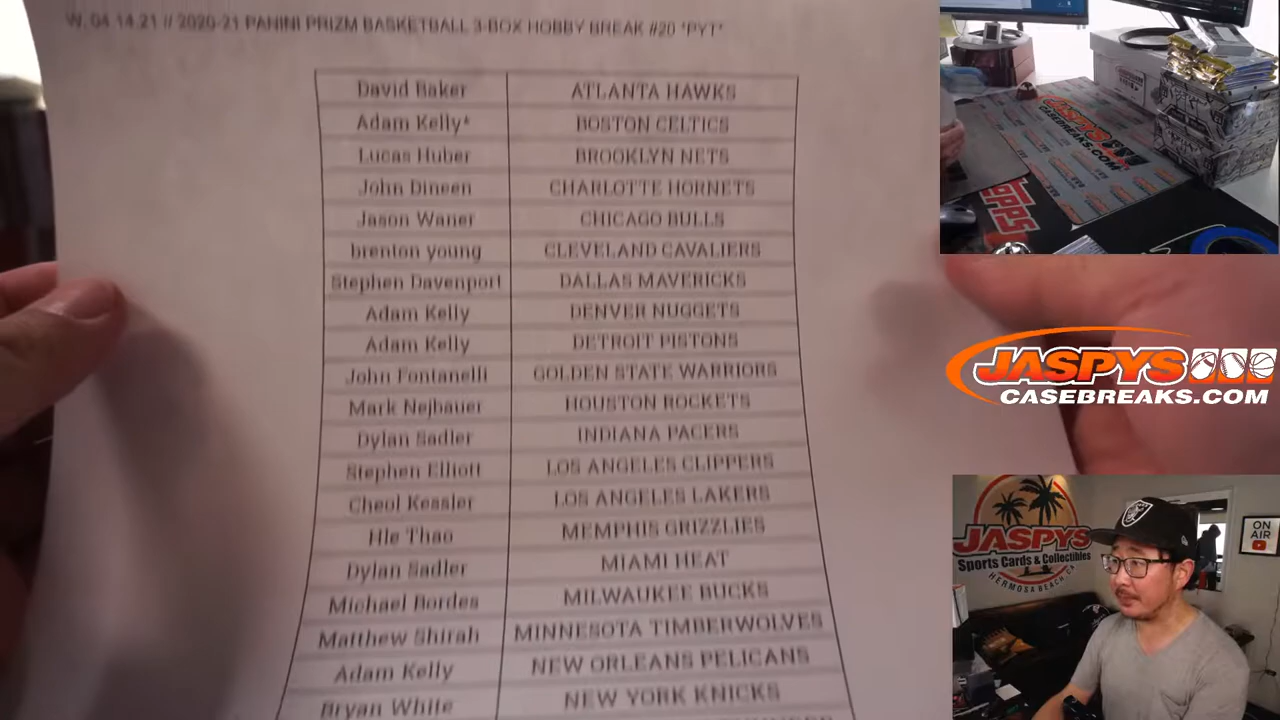 W. 04 14.21 // 2020-21 PANINI PRIZM BASKETBALL 3-BOX HOBBY BREAK #20 *PYT*
David Baker ATLANTA HAWKS
Adam Kelly* BOSTON CELTICS
Lucas Huber BROOKLYN NETS
John Dineen CHARLOTTE HORNETS
Jason Waner CHICAGO BULLS
brenton young CLEVELAND CAVALIERS
Stephen Davenport DALLAS MAVERICKS
Adam Kelly DENVER NUGGETS
Adam Kelly DETROIT PISTONS
John Fontanelli GOLDEN STATE WARRIORS
Mark Nejbauer HOUSTON ROCKETS
Dylan Sadler INDIANA PACERS
Stephen Elliott LOS ANGELES CLIPPERS
Cheol Kessler LOS ANGELES LAKERS
Hle Thao MEMPHIS GRIZZLIES
Dylan Sadler MIAMI HEAT
Michael Bordes MILWAUKEE BUCKS
Matthew Shirah MINNESOTA TIMBERWOLVES
Adam Kelly NEW ORLEANS PELICANS
Bryan White NEW YORK KNICKS
JASPYS
CASEBREAKS.COM
TOPPS
JASPYS
CASEBREAKS.COM
JASPYS
Sports Cards & Collectibles
HERMOSA BEACH, CA
ON
AIR